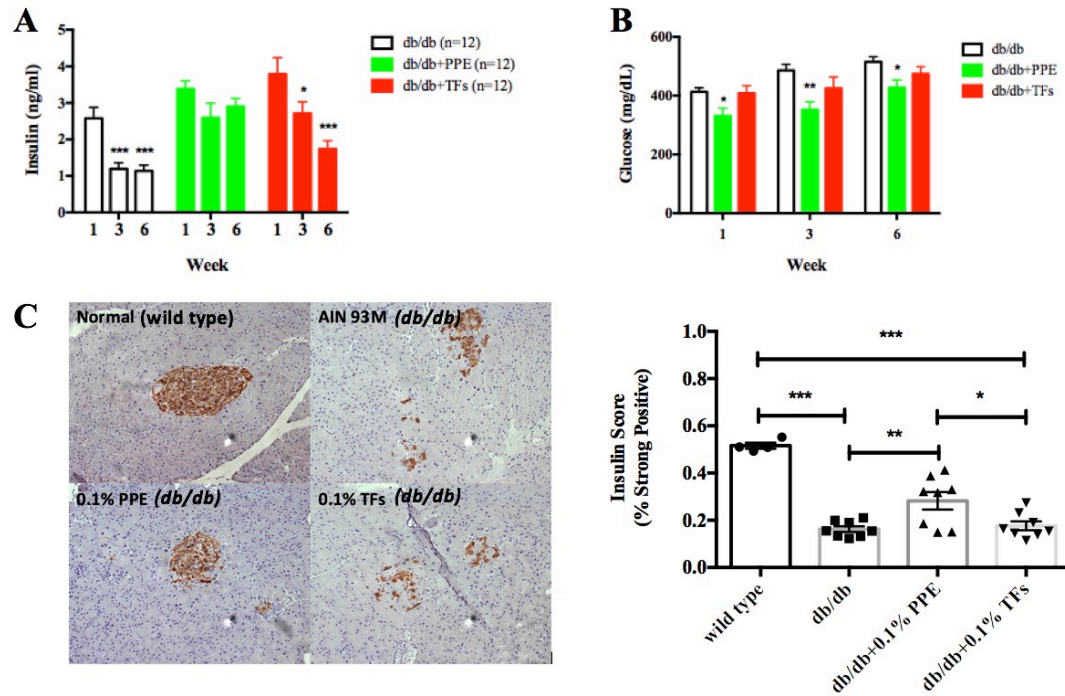 A
Insulin (ng/ml)
5
4
3
2
1
0
*** ***
*
***
1 3 6 1 3 6 1 3 6
Week
db/db (n=12)
db/db+PPE (n=12)
db/db+TFs (n=12)
B
Glucose (mg/dL)
600
400
200
0
*
**
*
1 3 6
Week
db/db
db/db+PPE
db/db+TFs
C
Normal (wild type)
AIN 93M (db/db)
0.1% PPE (db/db)
0.1% TFs (db/db)
Insulin Score
(% Strong Positive)
1.0
0.8
0.6
0.4
0.2
0.0
***
***
*
**
wild type
db/db
db/db+0.1% PPE
db/db+0.1% TFs